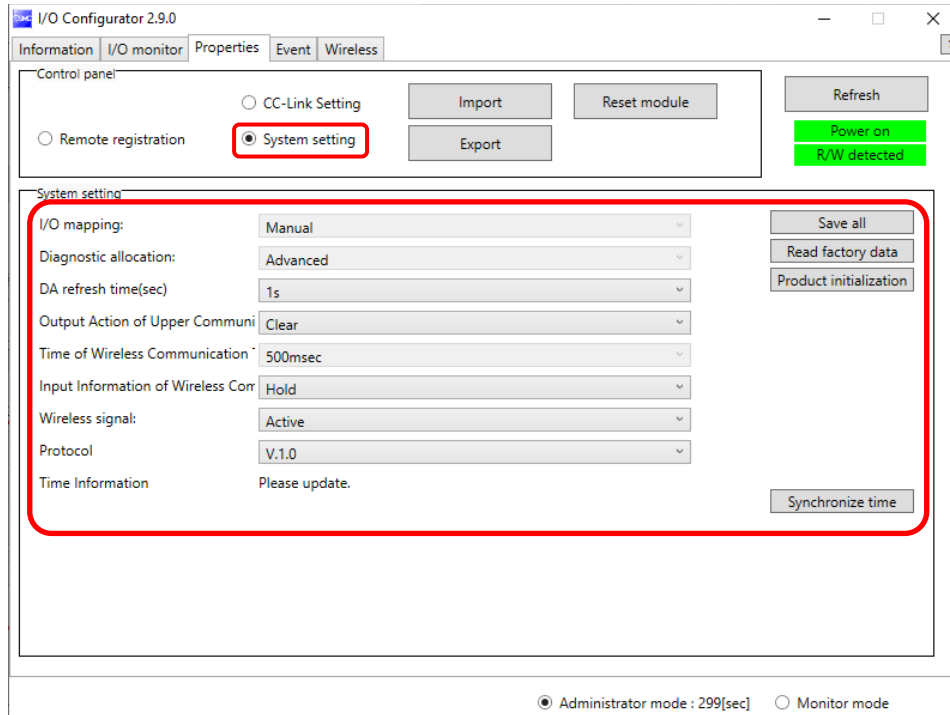 SMC I/O Configurator 2.9.0
Information I/O monitor Properties Event Wireless
Control panel
CC-Link Setting Import Reset module Refresh
Remote registration System setting Export Power on
R/W detected
System setting
I/O mapping: Manual Save all
Diagnostic allocation: Advanced Read factory data
DA refresh time(sec) 1s Product initialization
Output Action of Upper Communi Clear
Time of Wireless Communication 500msec
Input Information of Wireless Com Hold
Wireless signal: Active
Protocol V.1.0
Time Information Please update.
Synchronize time
Administrator mode : 299[sec] Monitor mode